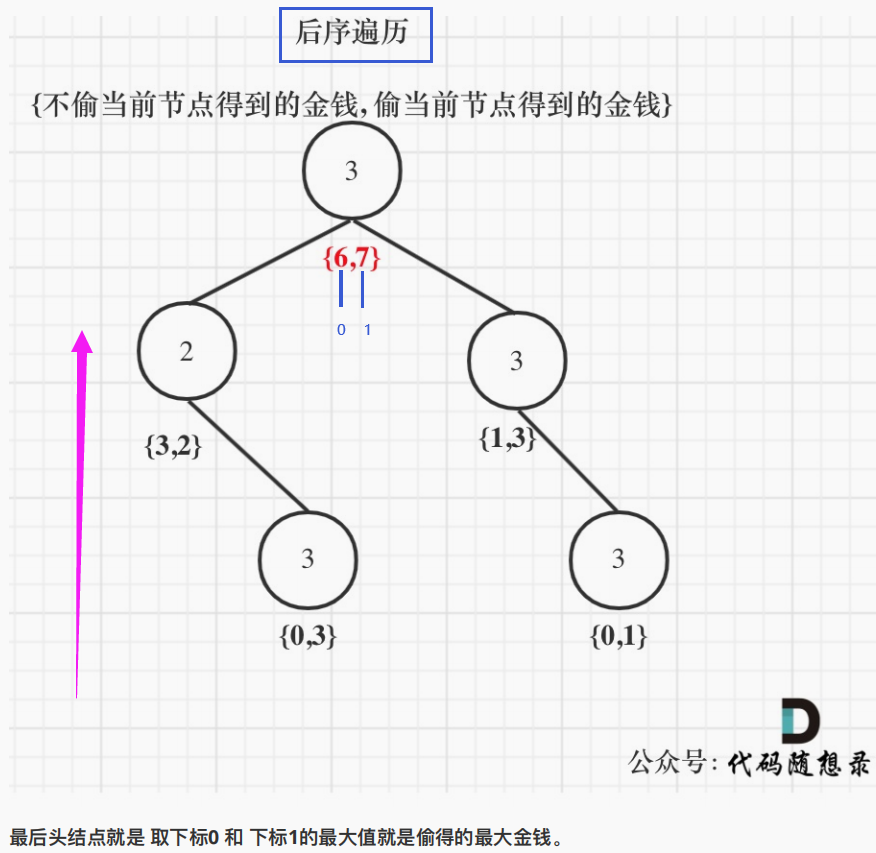 后序遍历
{不偷当前节点得到的金钱,偷当前节点得到的金钱}
3
{6,7}
0 1
2
3
{3,2}
{1,3}
3
3
{0,3}
{0,1}
D
公众号:代码随想录
最后头结点就是 取下标0 和 下标1的最大值就是偷得的最大金钱。